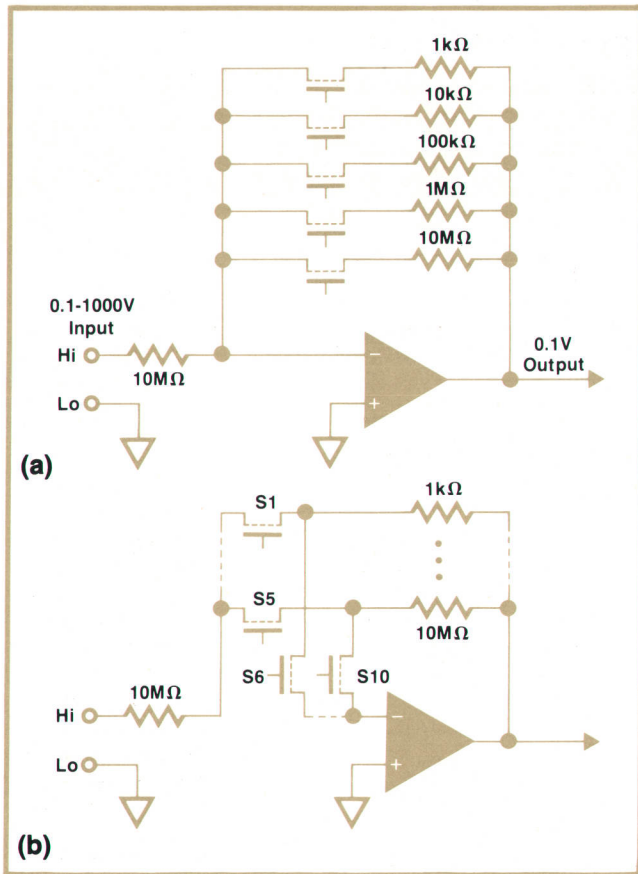 1kΩ
10kΩ
100kΩ
1MΩ
10MΩ
0.1-1000V
Input
Hi
10MΩ
Lo
−
+
0.1V
Output
(a)
S1
1kΩ
S5
10MΩ
S6
S10
10MΩ
Hi
Lo
−
+
(b)